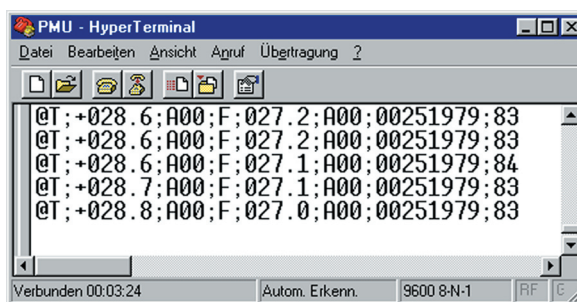 PMU - HyperTerminal
Datei Bearbeiten Ansicht Anruf Übertragung ?
@T;+028.6;A00;F;027.2;A00;00251979;83
@T;+028.6;A00;F;027.2;A00;00251979;83
@T;+028.6;A00;F;027.1;A00;00251979;84
@T;+028.7;A00;F;027.1;A00;00251979;83
@T;+028.8;A00;F;027.0;A00;00251979;83
Verbunden 00:03:24 Autom. Erkenn. 9600 8-N-1 RF